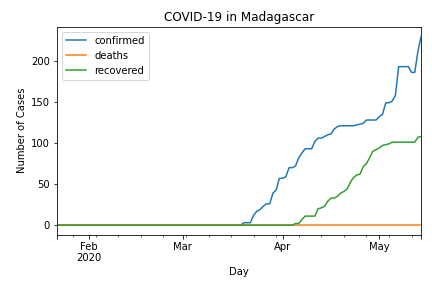 COVID-19 in Madagascar
confirmed
deaths
recovered
Number of Cases
200
150
100
50
0
Feb
2020
Mar
Apr
May
Day